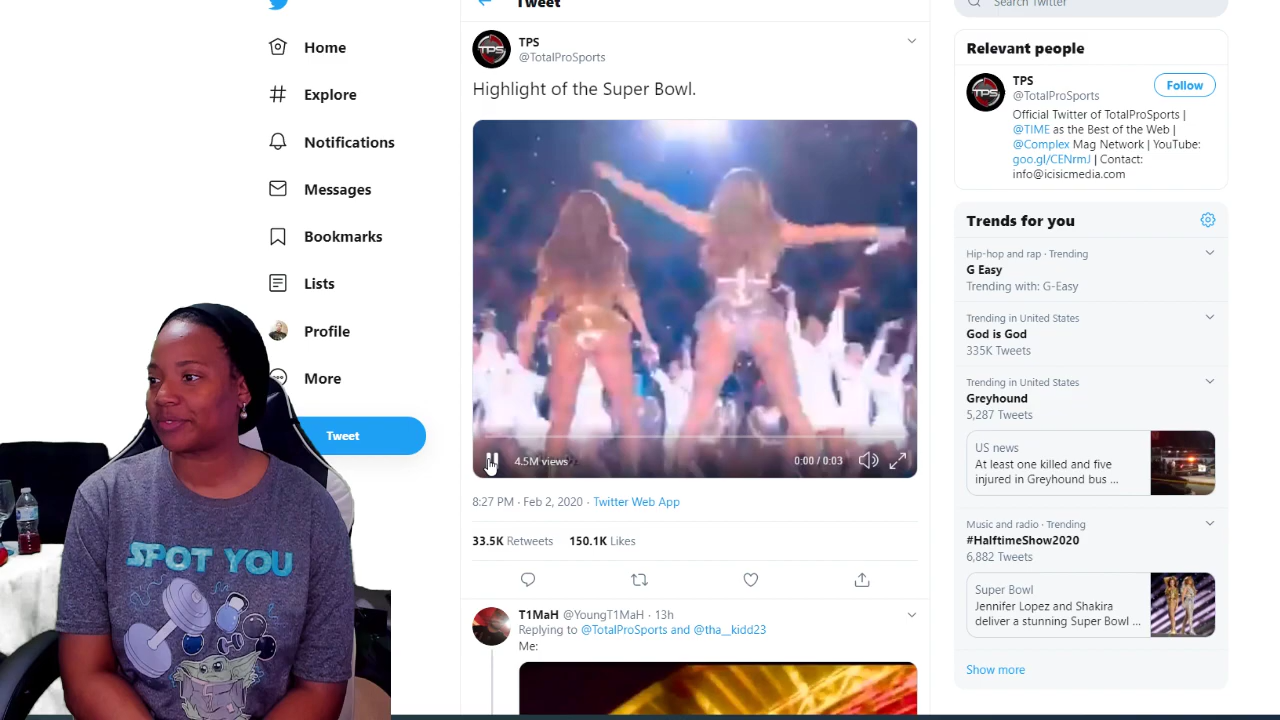 Tweet
Search Twitter
Home
Explore
Notifications
Messages
Bookmarks
Lists
Profile
More
Tweet
TPS
TPS
@TotalProSports
Highlight of the Super Bowl.
4.5M views
0:00 / 0:03
8:27 PM · Feb 2, 2020 · Twitter Web App
33.5K Retweets 150.1K Likes
T1MaH @YoungT1MaH · 13h
Replying to @TotalProSports and @tha__kidd23
Me:
Relevant people
TPS
TPS
@TotalProSports
Follow
Official Twitter of TotalProSports |
@TIME as the Best of the Web |
@Complex Mag Network | YouTube:
goo.gl/CENrmJ | Contact:
info@icisicmedia.com
Trends for you
Hip-hop and rap · Trending
G Easy
Trending with: G-Easy
Trending in United States
God is God
335K Tweets
Trending in United States
Greyhound
5,287 Tweets
US news
At least one killed and five
injured in Greyhound bus ...
Music and radio · Trending
#HalftimeShow2020
6,882 Tweets
Super Bowl
Jennifer Lopez and Shakira
deliver a stunning Super Bowl ...
Show more
SPOT YOU